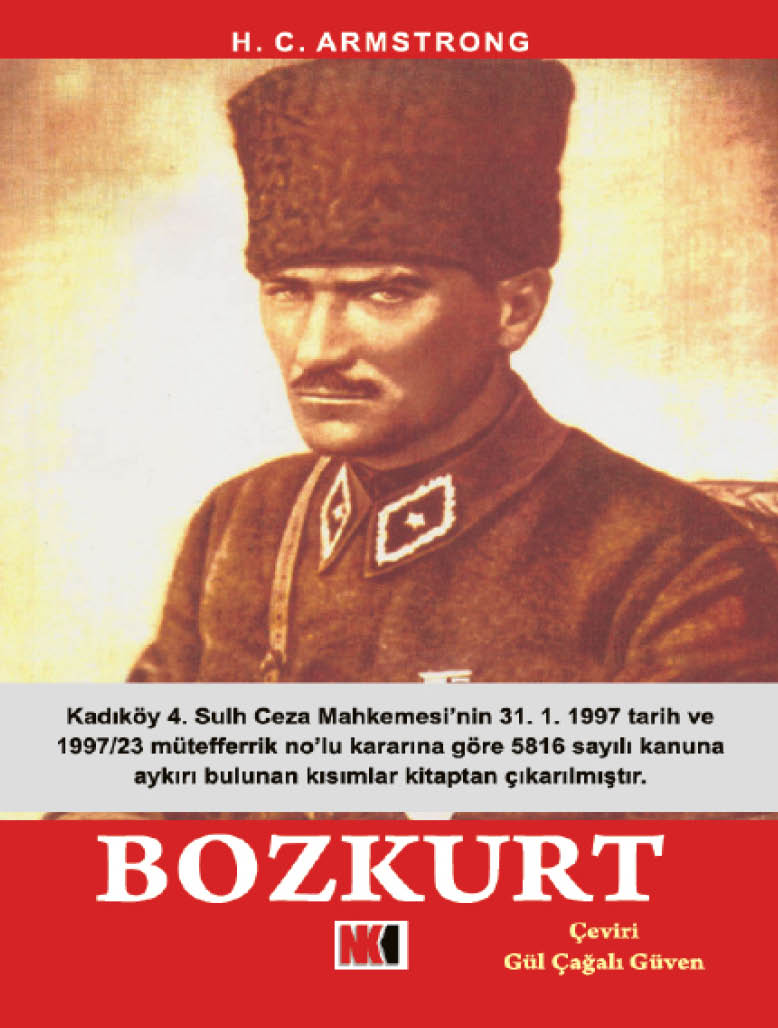 H. C. ARMSTRONG
Kadıköy 4. Sulh Ceza Mahkemesi'nin 31. 1. 1997 tarih ve
1997/23 mütefferrik no'lu kararına göre 5816 sayılı kanuna
aykırı bulunan kısımlar kitaptan çıkarılmıştır.
BOZKURT
NK
Çeviri
Gül Çağalı Güven